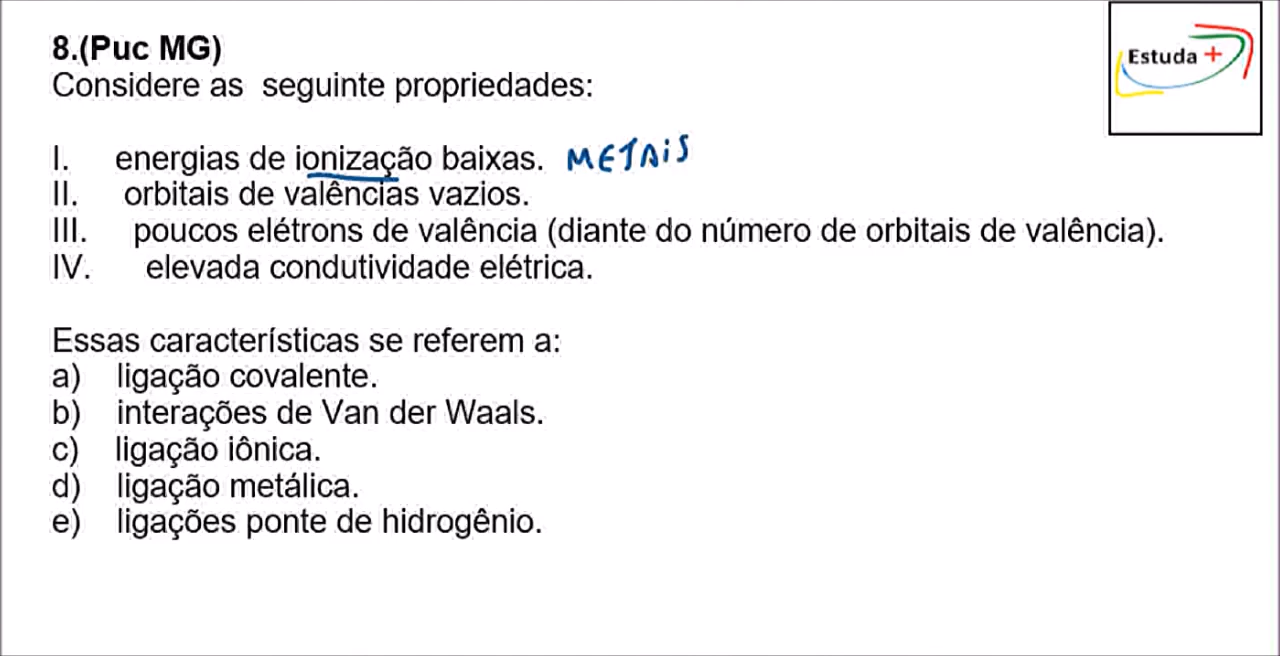 8.(Puc MG)
Estuda +
Considere as seguinte propriedades:
I. energias de ionização baixas. METAiS
II. orbitais de valências vazios.
III. poucos elétrons de valência (diante do número de orbitais de valência).
IV. elevada condutividade elétrica.
Essas características se referem a:
a) ligação covalente.
b) interações de Van der Waals.
c) ligação iônica.
d) ligação metálica.
e) ligações ponte de hidrogênio.